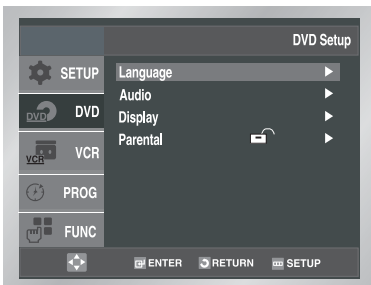 DVD Setup
SETUP
DVD DVD
VCR VCR
PROG
FUNC
Language
Audio
Display
Parental
ENTER RETURN SETUP